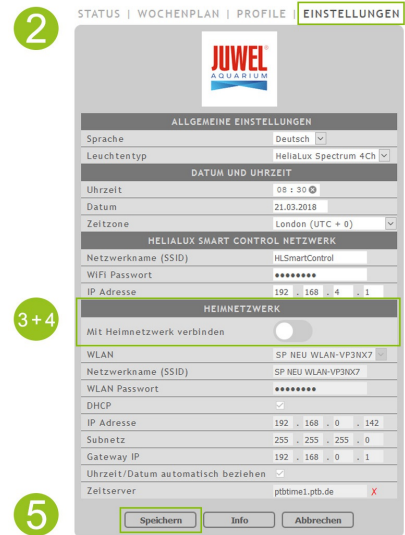 2
STATUS | WOCHENPLAN | PROFILE | EINSTELLUNGEN
JUWEL
AQUARIUM
ALLGEMEINE EINSTELLUNGEN
Sprache Deutsch
Leuchtentyp HeliaLux Spectrum 4Ch
DATUM UND UHRZEIT
Uhrzeit 08 : 30
Datum 21.03.2018
Zeitzone London (UTC + 0)
HELIALUX SMART CONTROL NETZWERK
Netzwerkname (SSID) HLSmartControl
WiFi Passwort ●●●●●●●●
IP Adresse 192 . 168 . 4 . 1
3+4
HEIMNETZWERK
Mit Heimnetzwerk verbinden
WLAN SP NEU WLAN-VP3NX7
Netzwerkname (SSID) SP NEU WLAN-VP3NX7
WLAN Passwort ●●●●●●●●
DHCP
IP Adresse 192 . 168 . 0 . 142
Subnetz 255 . 255 . 255 . 0
Gateway IP 192 . 168 . 0 . 1
Uhrzeit/Datum automatisch beziehen
Zeitserver ptbtime1.ptb.de X
5
Speichern Info Abbrechen